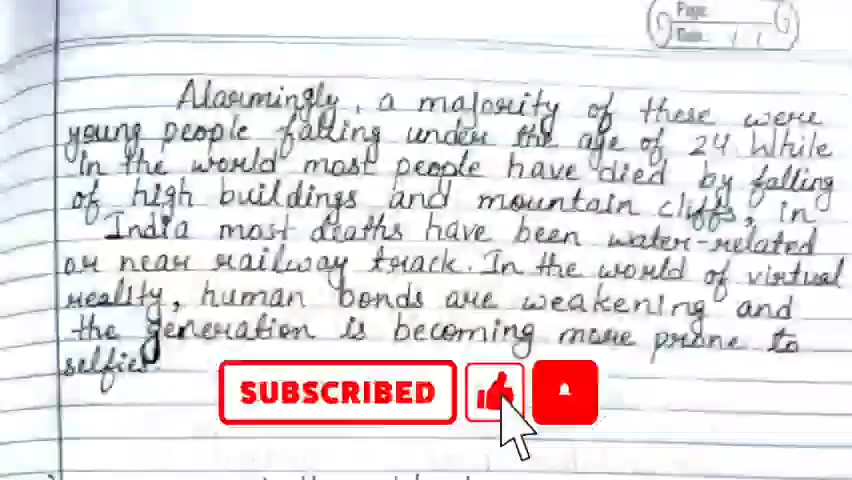 Page
Date
Alarmingly, a majority of these were
young people falling under the age of 24. While
in the world most people have died by falling
of high buildings and mountain cliffs, in
India most deaths have been water-related
or near railway track. In the world of virtual
reality, human bonds are weakening and
the generation is becoming more prone to
selfies
SUBSCRIBED